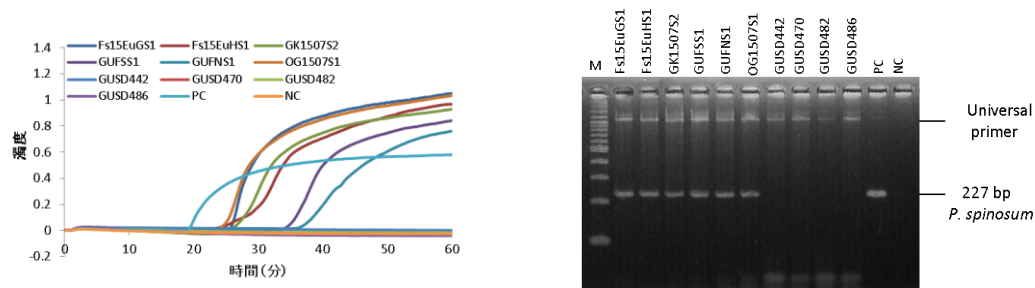 Fs15EuGS1 Fs15EuHS1 GK1507S2
GUFSS1 GUFNS1 OG1507S1
GUSD442 GUSD470 GUSD482
GUSD486 PC NC
1.4
1.2
1
0.8
0.6
0.4
0.2
0
-0.2
濁度
0 10 20 30 40 50 60
時間(分)
M Fs15EuGS1 Fs15EuHS1 GK1507S2 GUFSS1 GUFNS1 OG1507S1 GUSD442 GUSD470 GUSD482 GUSD486 PC NC
Universal
primer
227 bp
P. spinosum